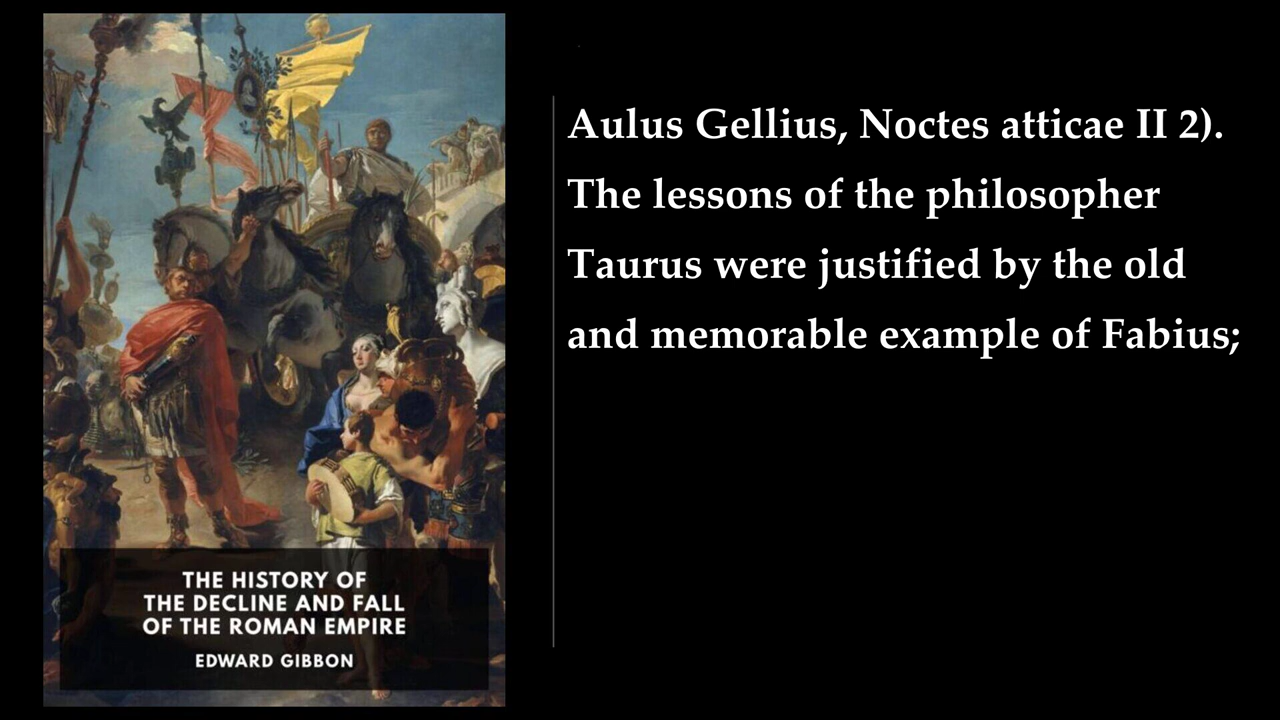 THE HISTORY OF
THE DECLINE AND FALL
OF THE ROMAN EMPIRE
EDWARD GIBBON
Aulus Gellius, Noctes atticae II 2).
The lessons of the philosopher
Taurus were justified by the old
and memorable example of Fabius;